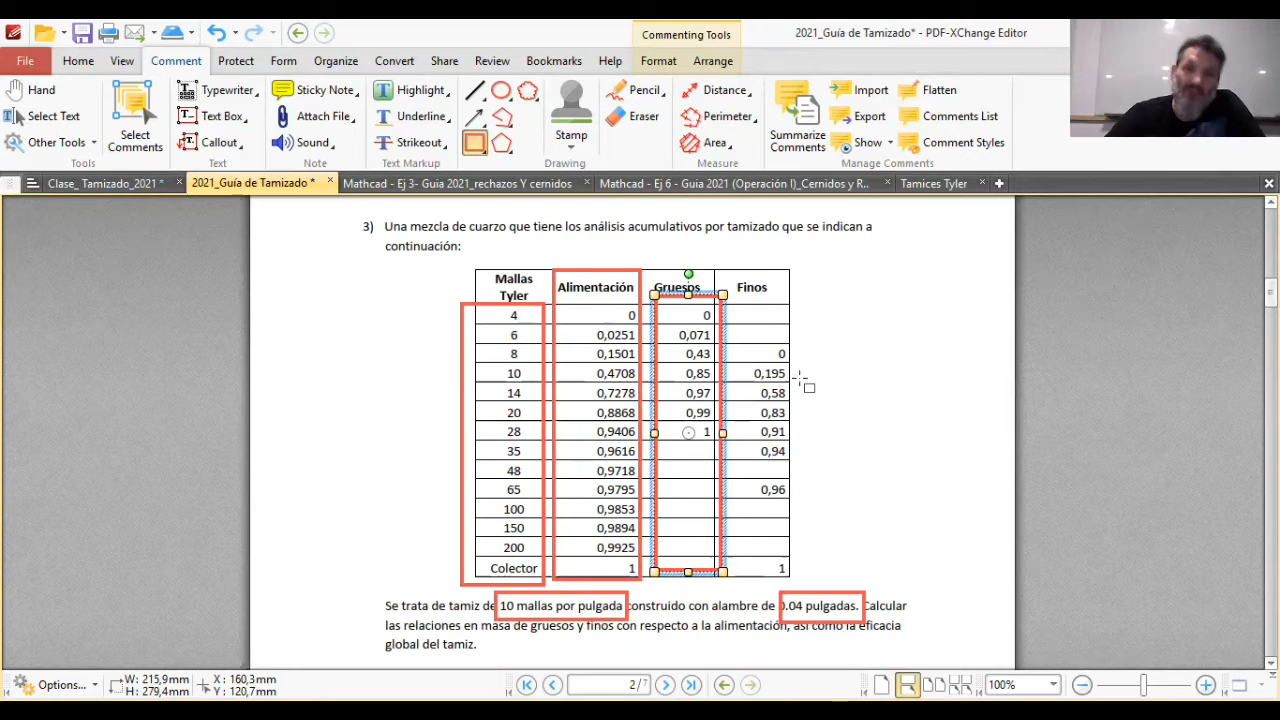 Commenting Tools
2021_Guía de Tamizado* - PDF-XChange Editor
File Home View Comment Protect Form Organize Convert Share Review Bookmarks Help Format Arrange
Hand
Select Text
Other Tools
Tools
Select Comments
Typewriter
Text Box
Callout
Text
Sticky Note
Attach File
Sound
Note
Highlight
Underline
Strikeout
Text Markup
Stamp
Pencil
Eraser
Drawing
Distance
Perimeter
Area
Measure
Summarize Comments
Import
Export
Show
Flatten
Comments List
Comment Styles
Manage Comments
Clase_ Tamizado_2021 * 2021_Guía de Tamizado * Mathcad - Ej 3- Guia 2021_rechazos Y cernidos Mathcad - Ej 6 - Guia 2021 (Operación I)_Cernidos y R... Tamices Tyler
3) Una mezcla de cuarzo que tiene los análisis acumulativos por tamizado que se indican a
continuación:
Mallas Tyler Alimentación Gruesos Finos
4 0 0
6 0,0251 0,071
8 0,1501 0,43 0
10 0,4708 0,85 0,195
14 0,7278 0,97 0,58
20 0,8868 0,99 0,83
28 0,9406 1 0,91
35 0,9616 0,94
48 0,9718
65 0,9795 0,96
100 0,9853
150 0,9894
200 0,9925
Colector 1 1
Se trata de tamiz de 10 mallas por pulgada construido con alambre de 0.04 pulgadas. Calcular
las relaciones en masa de gruesos y finos con respecto a la alimentación, así como la eficacia
global del tamiz.
Options...
W: 215,9mm
H: 279,4mm
X: 160,3mm
Y: 120,7mm
2/7
100%